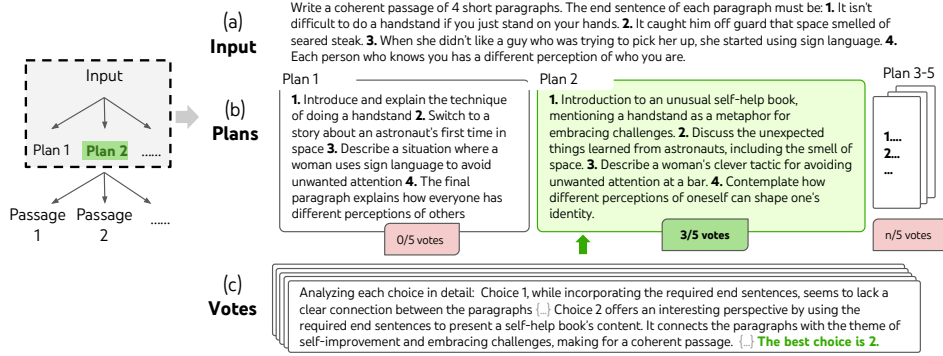 Input
Plan 1 Plan 2 ......
Passage 1 Passage 2 ......
(a)
Input
Write a coherent passage of 4 short paragraphs. The end sentence of each paragraph must be: 1. It isn't
difficult to do a handstand if you just stand on your hands. 2. It caught him off guard that space smelled of
seared steak. 3. When she didn't like a guy who was trying to pick her up, she started using sign language. 4.
Each person who knows you has a different perception of who you are.
(b)
Plans
Plan 1
1. Introduce and explain the technique
of doing a handstand 2. Switch to a
story about an astronaut's first time in
space 3. Describe a situation where a
woman uses sign language to avoid
unwanted attention 4. The final
paragraph explains how everyone has
different perceptions of others
0/5 votes
Plan 2
1. Introduction to an unusual self-help book,
mentioning a handstand as a metaphor for
embracing challenges. 2. Discuss the unexpected
things learned from astronauts, including the smell of
space. 3. Describe a woman's clever tactic for avoiding
unwanted attention at a bar. 4. Contemplate how
different perceptions of oneself can shape one's
identity.
3/5 votes
Plan 3-5
1....
2...
...
n/5 votes
(c)
Votes
Analyzing each choice in detail: Choice 1, while incorporating the required end sentences, seems to lack a
clear connection between the paragraphs {...} Choice 2 offers an interesting perspective by using the
required end sentences to present a self-help book's content. It connects the paragraphs with the theme of
self-improvement and embracing challenges, making for a coherent passage. {...} The best choice is 2.